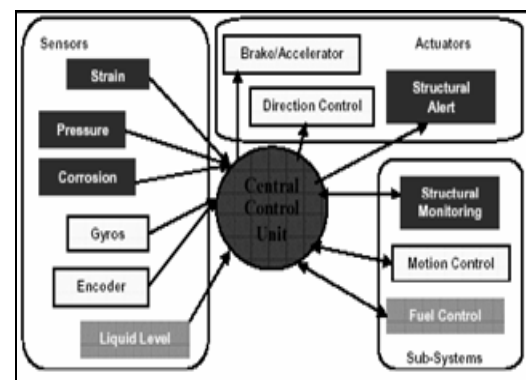 Sensors
Strain
Pressure
Corrosion
Gyros
Encoder
Liquid Level
Brake/Accelerator
Actuators
Direction Control
Structural
Alert
Central
Control
Unit
Structural
Monitoring
Motion Control
Fuel Control
Sub-Systems